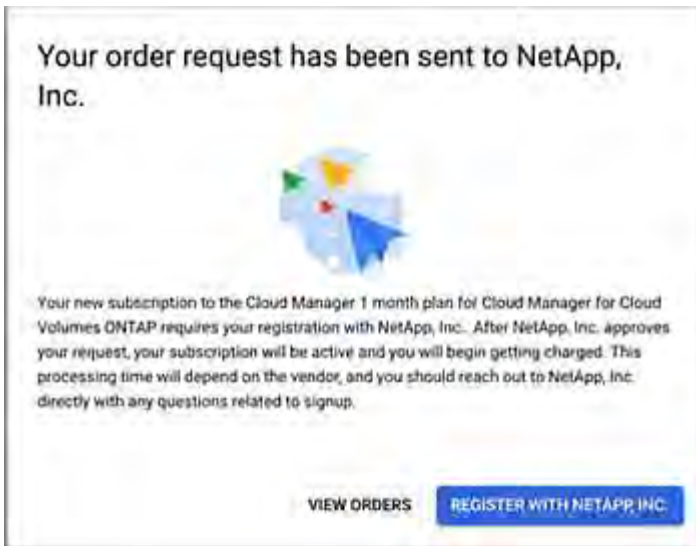 Your order request has been sent to NetApp,
Inc.
Your new subscription to the Cloud Manager 1 month plan for Cloud Manager for Cloud
Volumes ONTAP requires your registration with NetApp, Inc.. After NetApp, Inc. approves
your request, your subscription will be active and you will begin getting charged. This
processing time will depend on the vendor, and you should reach out to NetApp, Inc.
directly with any questions related to signup.
VIEW ORDERS
REGISTER WITH NETAPP, INC.